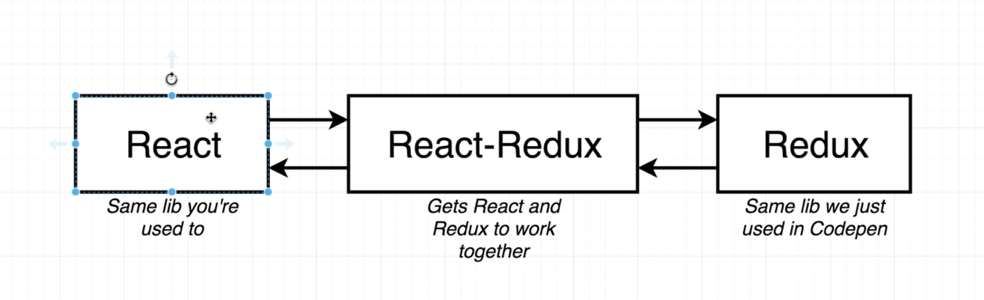 React
React-Redux
Redux
Same lib you're
used to
Gets React and
Redux to work
together
Same lib we just
used in Codepen